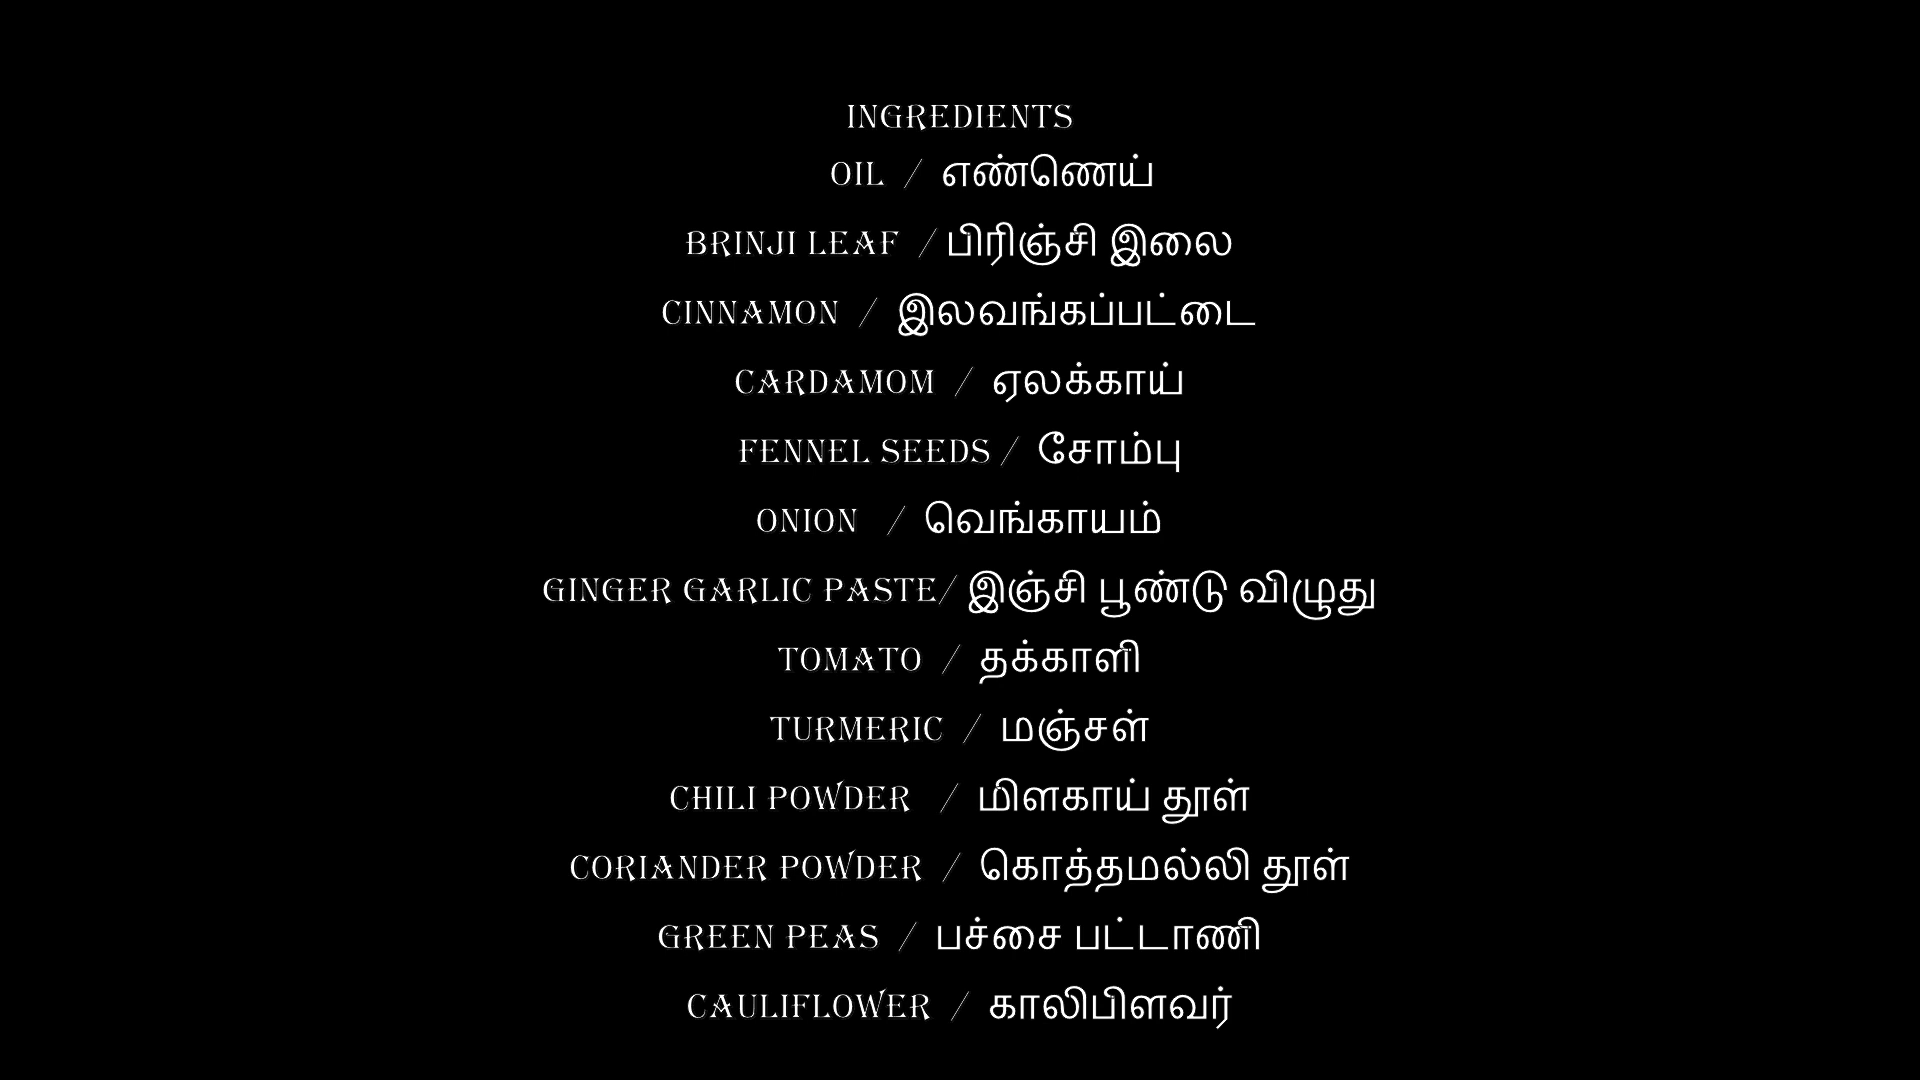 INGREDIENTS
OIL / எண்ணெய்
BRINJI LEAF / பிரிஞ்சி இலை
CINNAMON / இலவங்கப்பட்டை
CARDAMOM / ஏலக்காய்
FENNEL SEEDS / சோம்பு
ONION / வெங்காயம்
GINGER GARLIC PASTE/ இஞ்சி பூண்டு விழுது
TOMATO / தக்காளி
TURMERIC / மஞ்சள்
CHILI POWDER / மிளகாய் தூள்
CORIANDER POWDER / கொத்தமல்லி தூள்
GREEN PEAS / பச்சை பட்டாணி
CAULIFLOWER / காலிபிளவர்